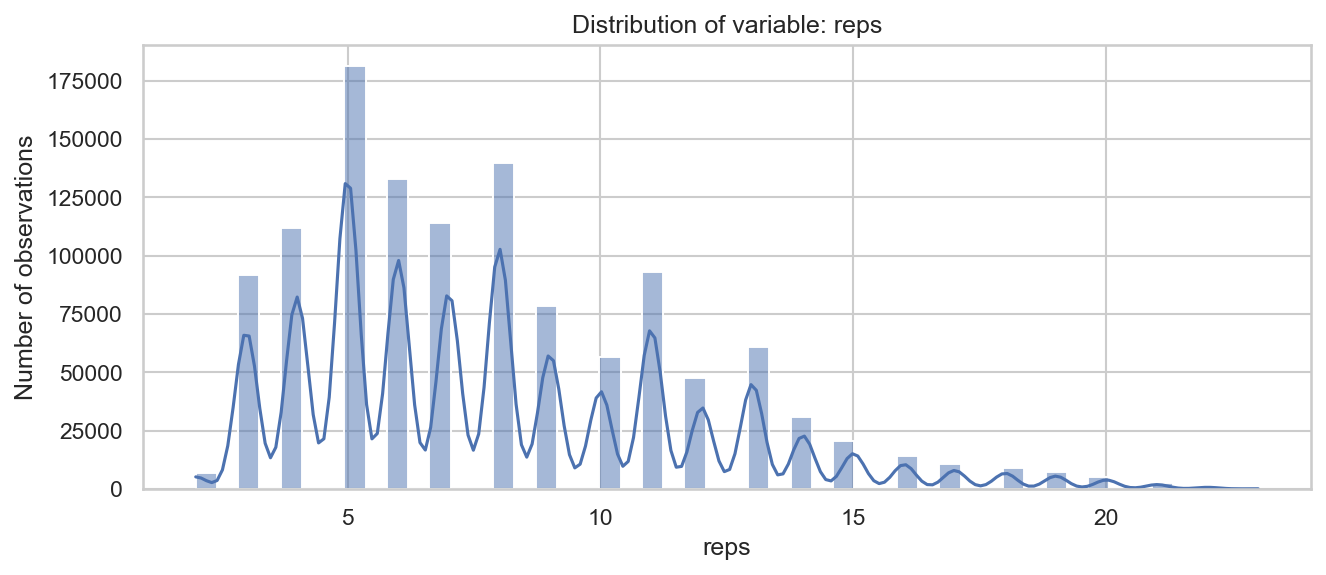 Distribution of variable: reps
Number of observations
175000
150000
125000
100000
75000
50000
25000
0
5 10 15 20
reps